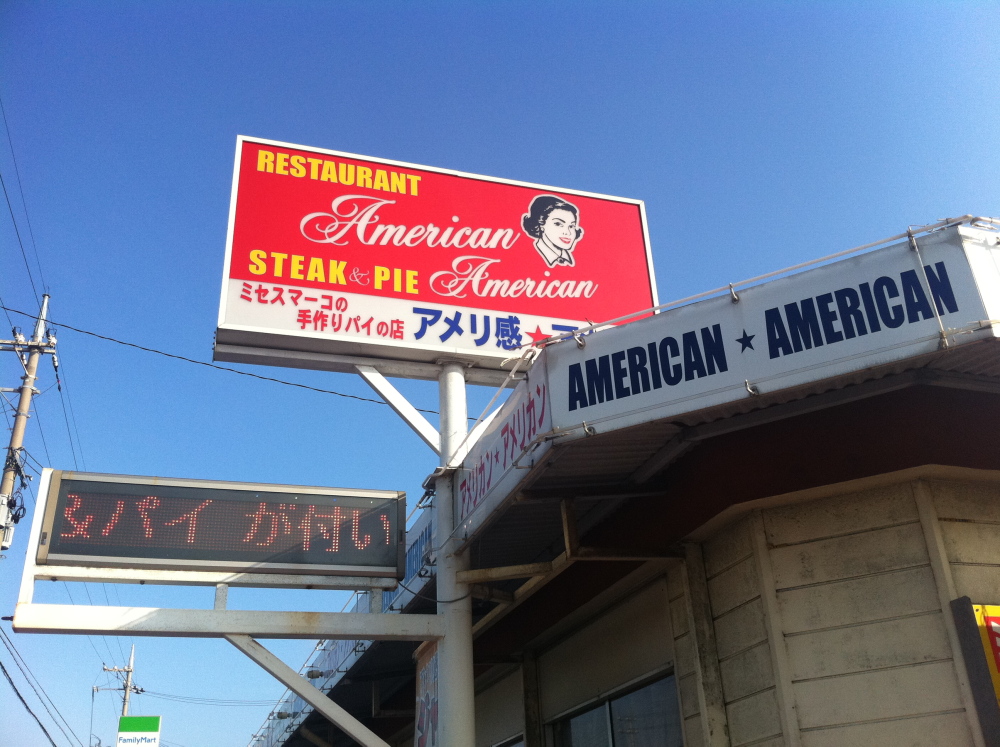 RESTAURANT
American
STEAK & PIE American
ミセスマーコの
手作りパイの店 アメリ感★
AMERICAN★AMERICAN
アメリカン★アメリカン
&パイ が付い
FamilyMart